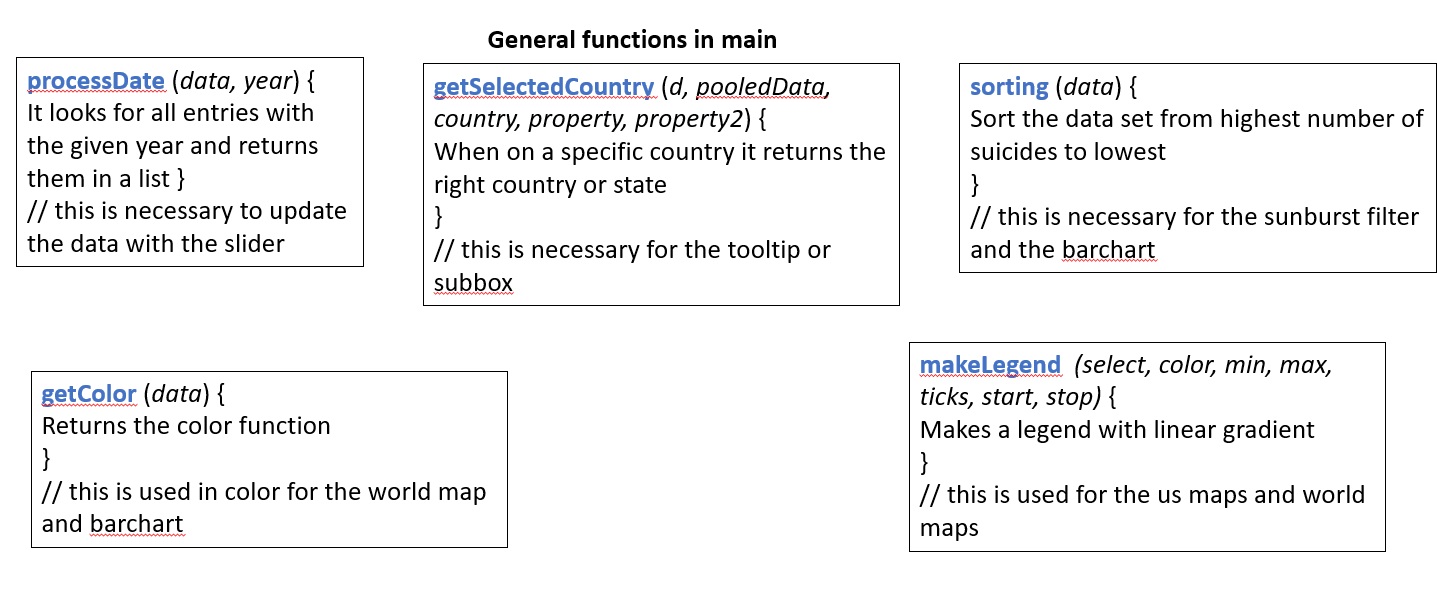 General functions in main
processDate (data, year) {
It looks for all entries with
the given year and returns
them in a list }
// this is necessary to update
the data with the slider
getSelectedCountry (d, pooledData,
country, property, property2) {
When on a specific country it returns the
right country or state
}
// this is necessary for the tooltip or
subbox
sorting (data) {
Sort the data set from highest number of
suicides to lowest
}
// this is necessary for the sunburst filter
and the barchart
getColor (data) {
Returns the color function
}
// this is used in color for the world map
and barchart
makeLegend (select, color, min, max,
ticks, start, stop) {
Makes a legend with linear gradient
}
// this is used for the us maps and world
maps